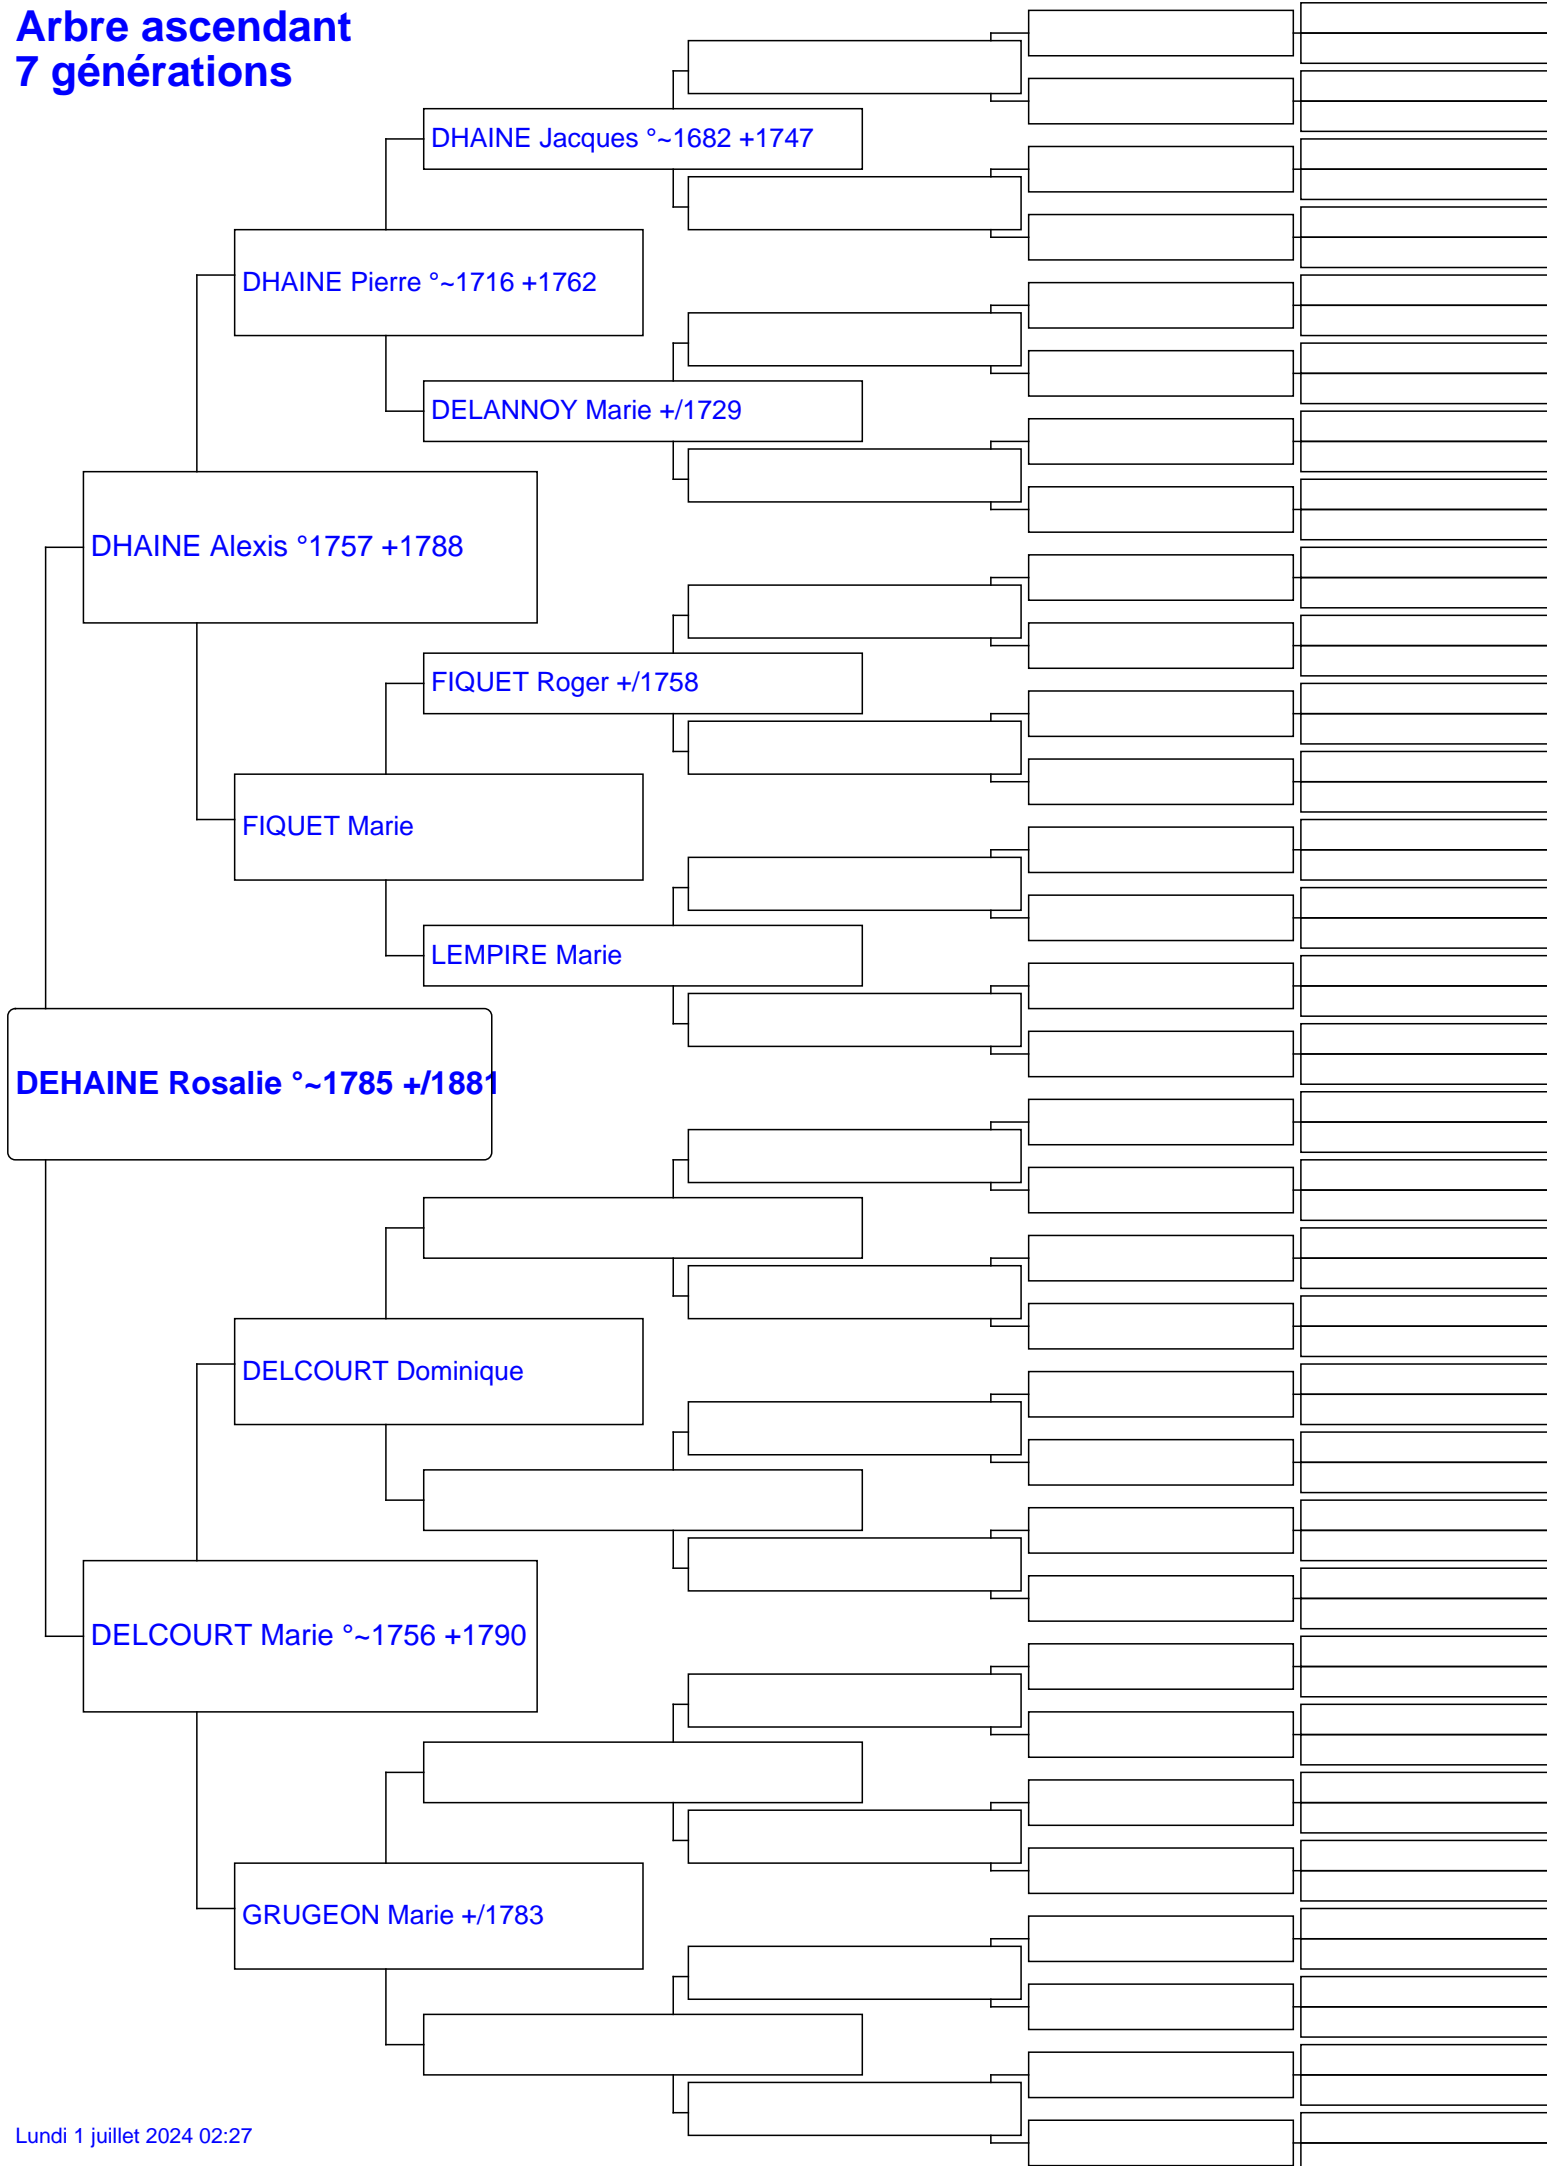 Arbre ascendant
7 générations
DHAINE Jacques °~1682 +1747
DHAINE Pierre °~1716 +1762
DELANNOY Marie +/1729
DHAINE Alexis °1757 +1788
FIQUET Roger +/1758
FIQUET Marie
LEMPIRE Marie
DEHAINE Rosalie °~1785 +/1881
DELCOURT Dominique
DELCOURT Marie °~1756 +1790
GRUGEON Marie +/1783
Lundi 1 juillet 2024 02:27